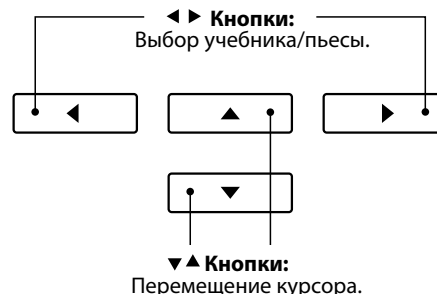 ◀ ▶ Кнопки:
Выбор учебника/пьесы.
▼▲ Кнопки:
Перемещение курсора.